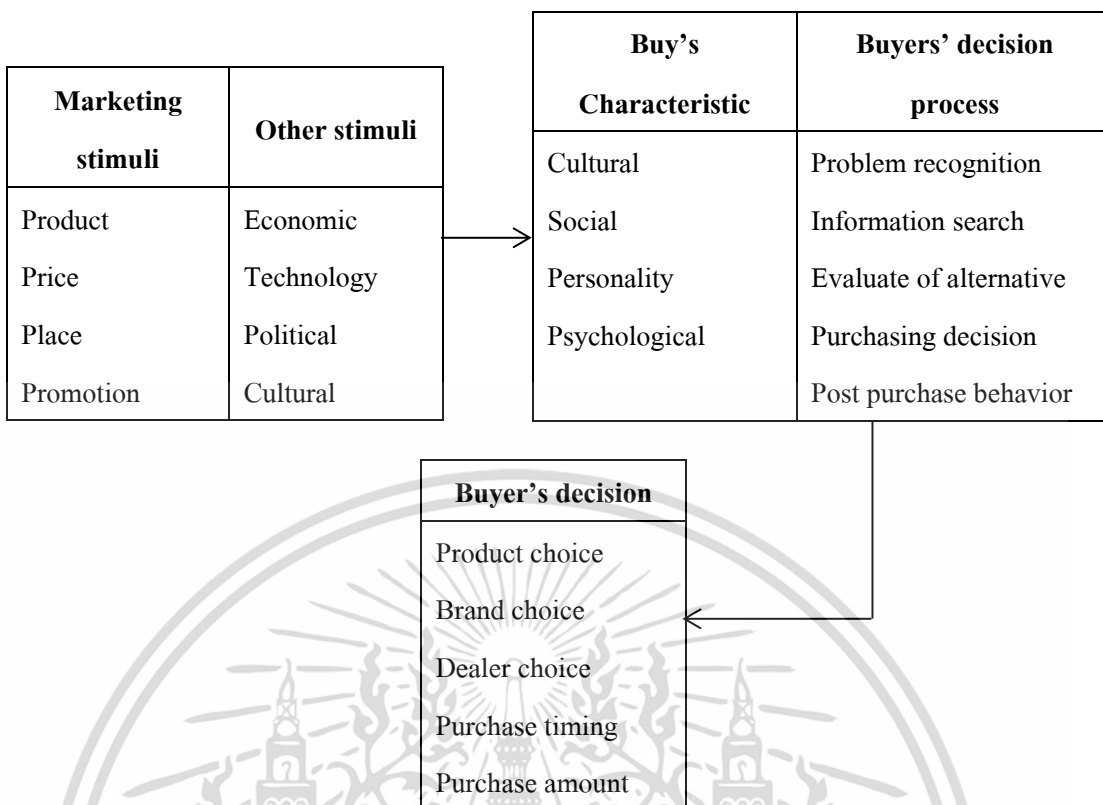 Marketing
stimuli
Other stimuli
Product
Economic
Price
Technology
Place
Political
Promotion
Cultural
Buy's
Characteristic
Buyers' decision
process
Cultural
Problem recognition
Social
Information search
Personality
Evaluate of alternative
Psychological
Purchasing decision
Post purchase behavior
Buyer's decision
Product choice
Brand choice
Dealer choice
Purchase timing
Purchase amount